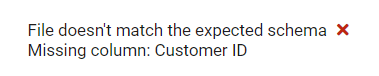 File doesn't match the expected schema ❌
Missing column: Customer ID